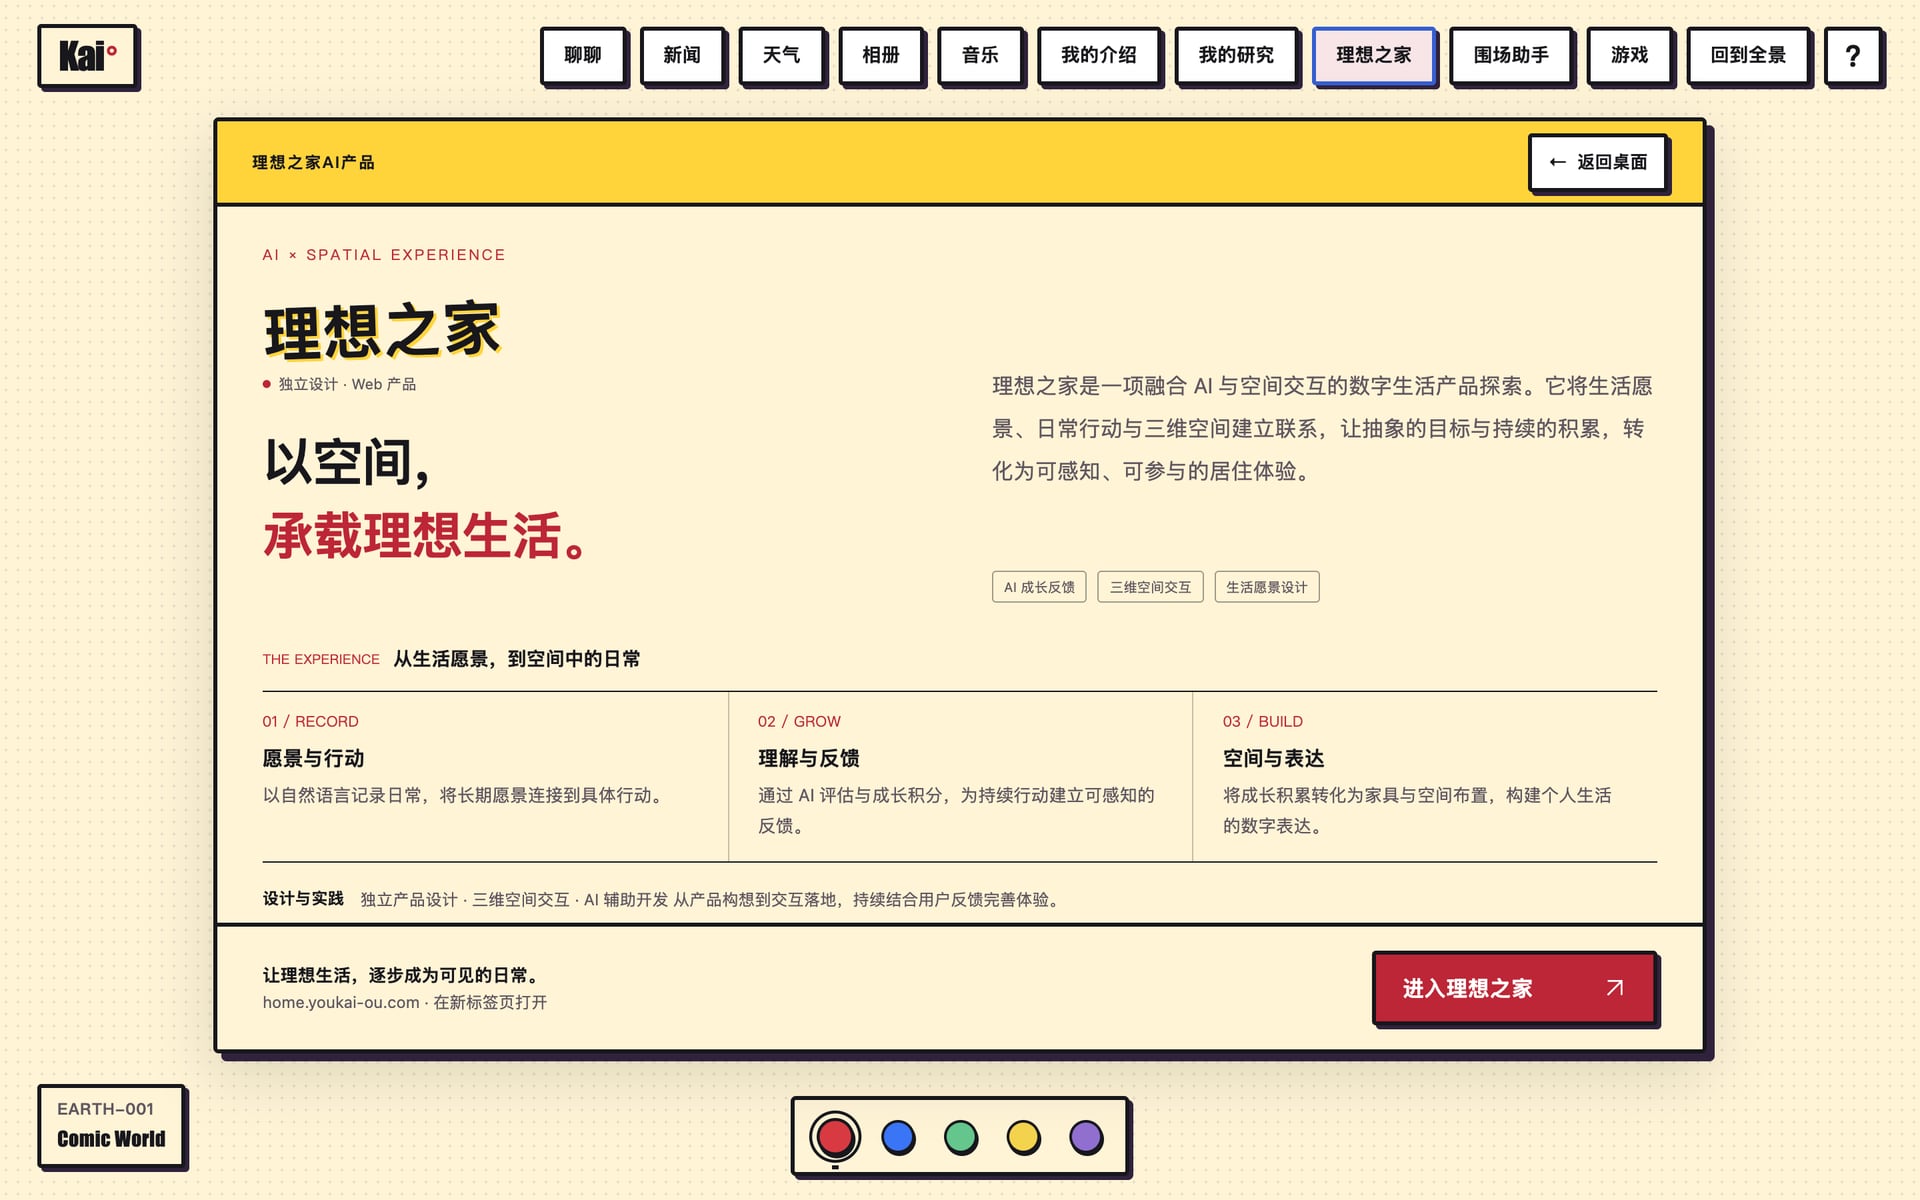 Kai
聊聊
新闻
天气
相册
音乐
我的介绍
我的研究
理想之家
围场助手
游戏
回到全景
?
理想之家AI产品
← 返回桌面
AI × SPATIAL EXPERIENCE
理想之家
独立设计 · Web 产品
以空间，
承载理想生活。
理想之家是一项融合 AI 与空间交互的数字生活产品探索。它将生活愿
景、日常行动与三维空间建立联系，让抽象的目标与持续的积累，转
化为可感知、可参与的居住体验。
AI 成长反馈
三维空间交互
生活愿景设计
THE EXPERIENCE 从生活愿景，到空间中的日常
01 / RECORD
愿景与行动
以自然语言记录日常，将长期愿景连接到具体行动。
02 / GROW
理解与反馈
通过 AI 评估与成长积分，为持续行动建立可感知的
反馈。
03 / BUILD
空间与表达
将成长积累转化为家具与空间布置，构建个人生活
的数字表达。
设计与实践 独立产品设计 · 三维空间交互 · AI 辅助开发 从产品构想到交互落地，持续结合用户反馈完善体验。
让理想生活，逐步成为可见的日常。
home.youkai-ou.com · 在新标签页打开
进入理想之家
EARTH-001
Comic World